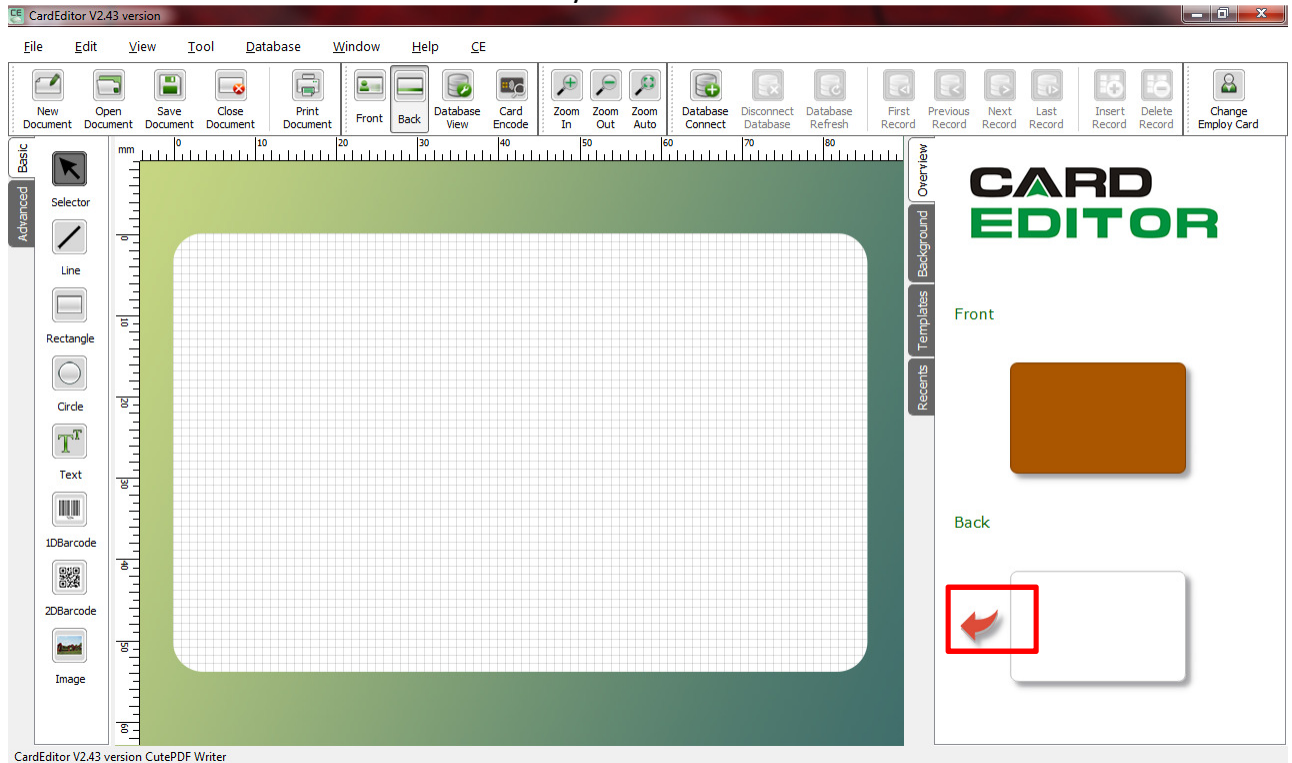 CE CardEditor V2.43 version
File Edit View Tool Database Window Help CE
New Document
Open Document
Save Document
Close Document
Print Document
Front
Back
Database View
Card Encode
Zoom In
Zoom Out
Zoom Auto
Database Connect
Disconnect Database
Database Refresh
First Record
Previous Record
Next Record
Last Record
Insert Record
Delete Record
Change Employ Card
Basic
Advanced
Selector
Line
Rectangle
Circle
Text
1DBarcode
2DBarcode
Image
mm 0 10 20 30 40 50 60 70 80
0
10
20
30
40
50
60
Overview
Background
Templates
Recents
CARD
EDITOR
Front
Back
CardEditor V2.43 version CutePDF Writer